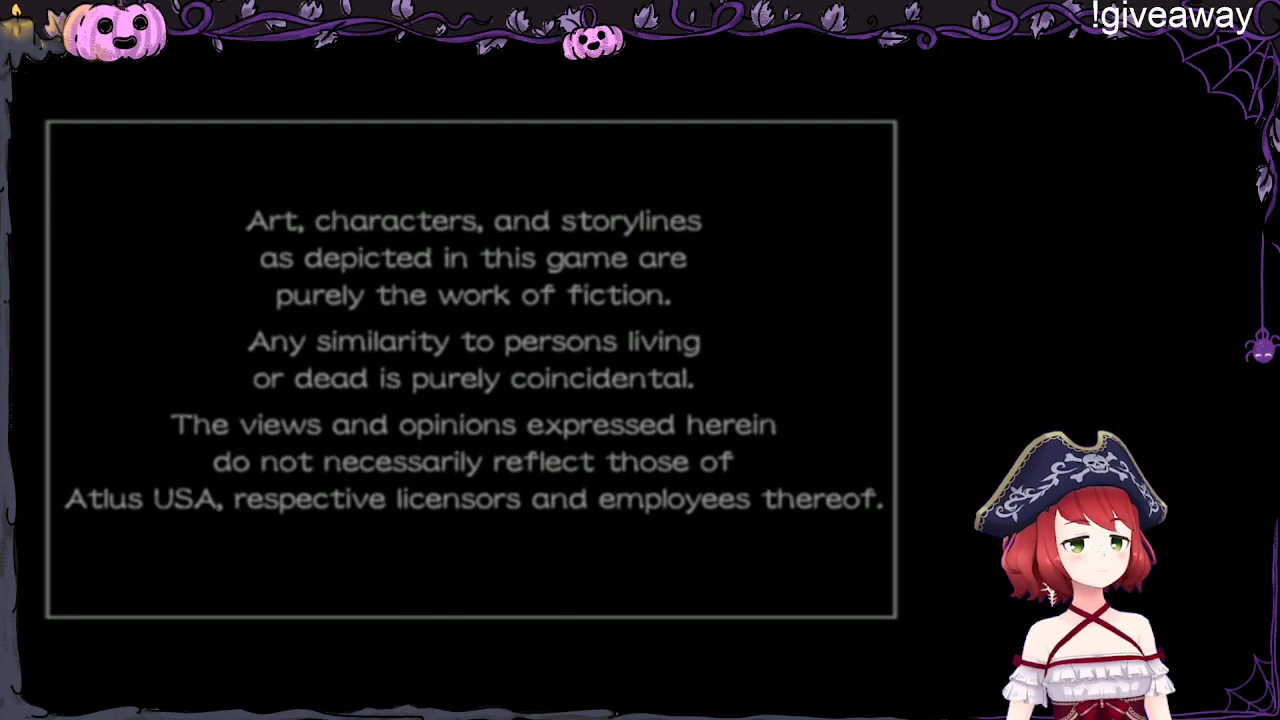 !giveaway
Art, characters, and storylines
as depicted in this game are
purely the work of fiction.
Any similarity to persons living
or dead is purely coincidental.
The views and opinions expressed herein
do not necessarily reflect those of
Atlus USA, respective licensors and employees thereof.